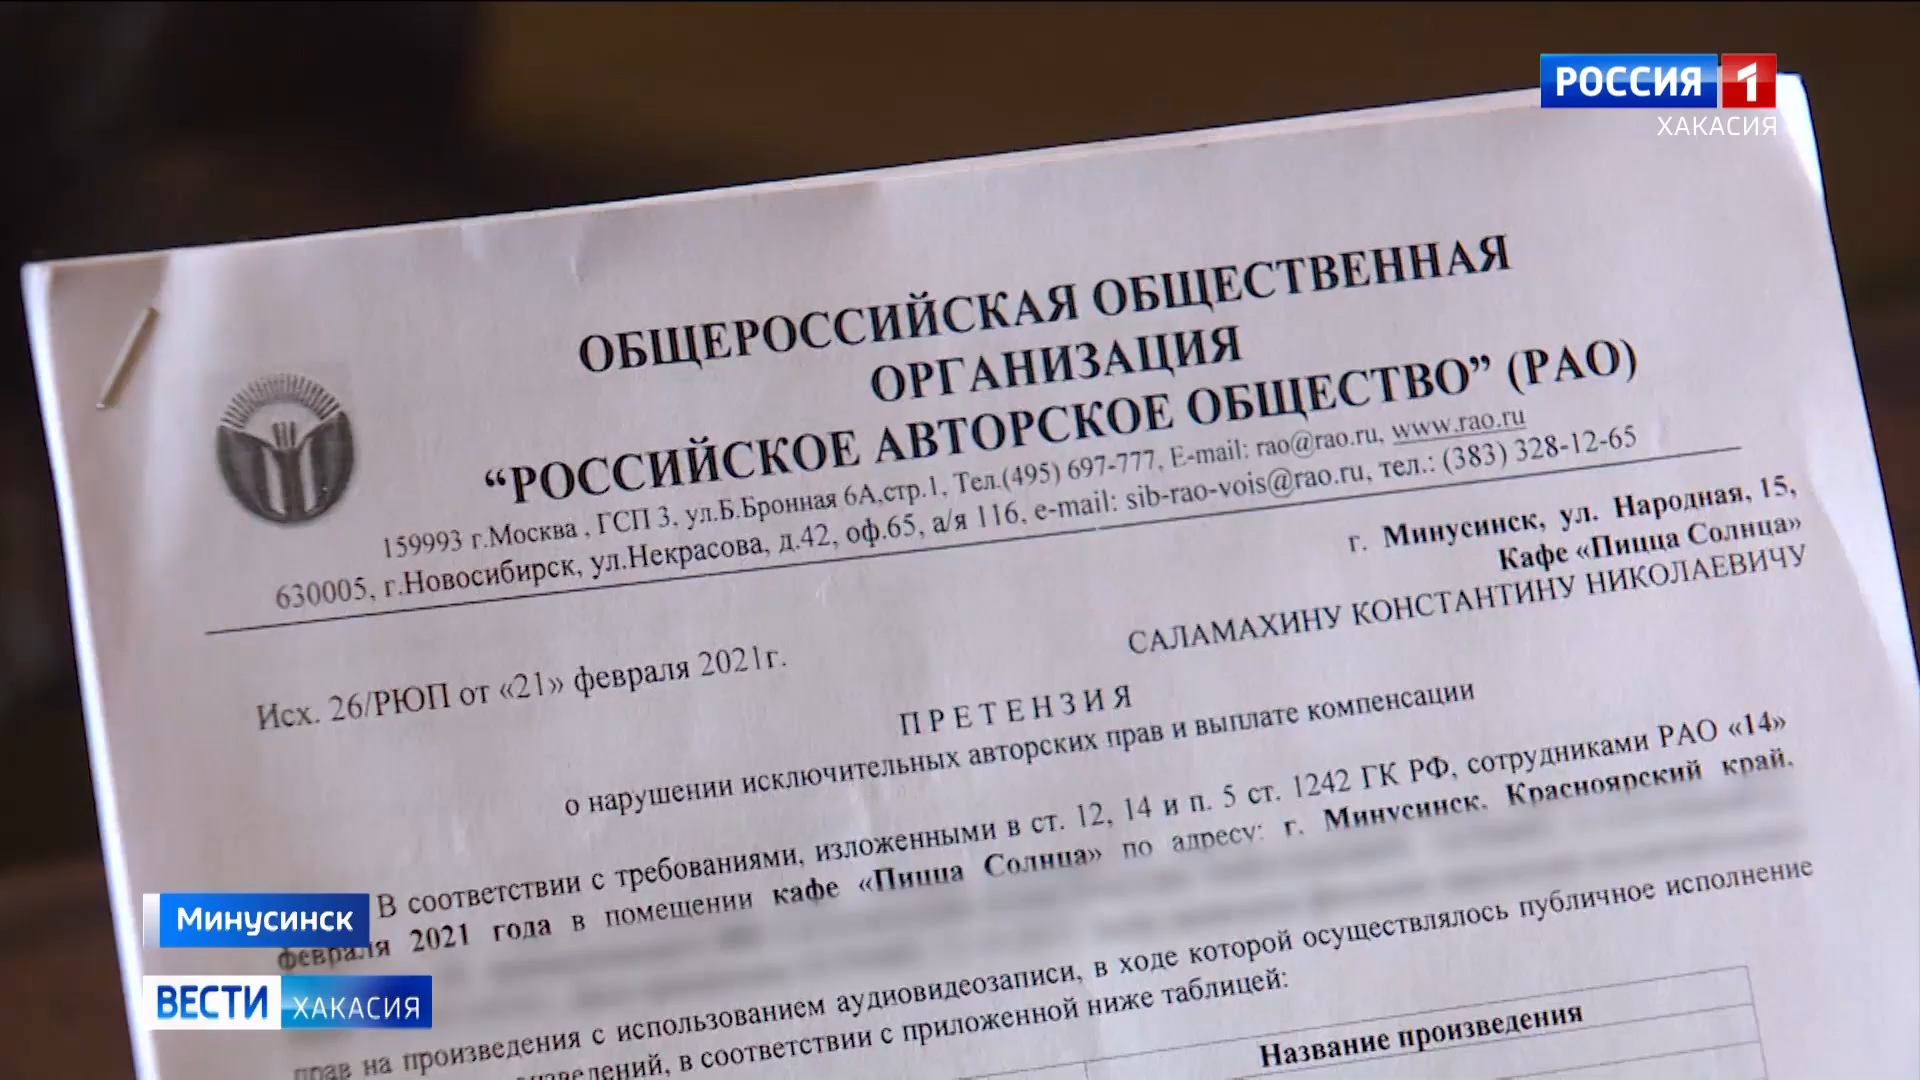 РОССИЯ 1
ХАКАСИЯ
ОБЩЕРОССИЙСКАЯ ОБЩЕСТВЕННАЯ
ОРГАНИЗАЦИЯ
“РОССИЙСКОЕ АВТОРСКОЕ ОБЩЕСТВО” (РАО)
159993 г.Москва , ГСП 3, ул.Б.Бронная 6А,стр.1, Тел.(495) 697-777, E-mail: rao@rao.ru, www.rao.ru
630005, г.Новосибирск, ул.Некрасова, д.42, оф.65, а/я 116, e-mail: sib-rao-vois@rao.ru, тел.: (383) 328-12-65
г. Минусинск, ул. Народная, 15,
Кафе «Пицца Солнца»
САЛАМАХИНУ КОНСТАНТИНУ НИКОЛАЕВИЧУ
Исх. 26/РЮП от «21» февраля 2021г.
П Р Е Т Е Н З И Я
о нарушении исключительных авторских прав и выплате компенсации
В соответствии с требованиями, изложенными в ст. 12, 14 и п. 5 ст. 1242 ГК РФ, сотрудниками РАО «14»
февраля 2021 года в помещении кафе «Пицца Солнца» по адресу: г. Минусинск, Красноярский край,
прав на произведения с использованием аудиовидеозаписи, в ходе которой осуществлялось публичное исполнение
в соответствии с приложенной ниже таблицей:
Название произведения
Минусинск
ВЕСТИ ХАКАСИЯ